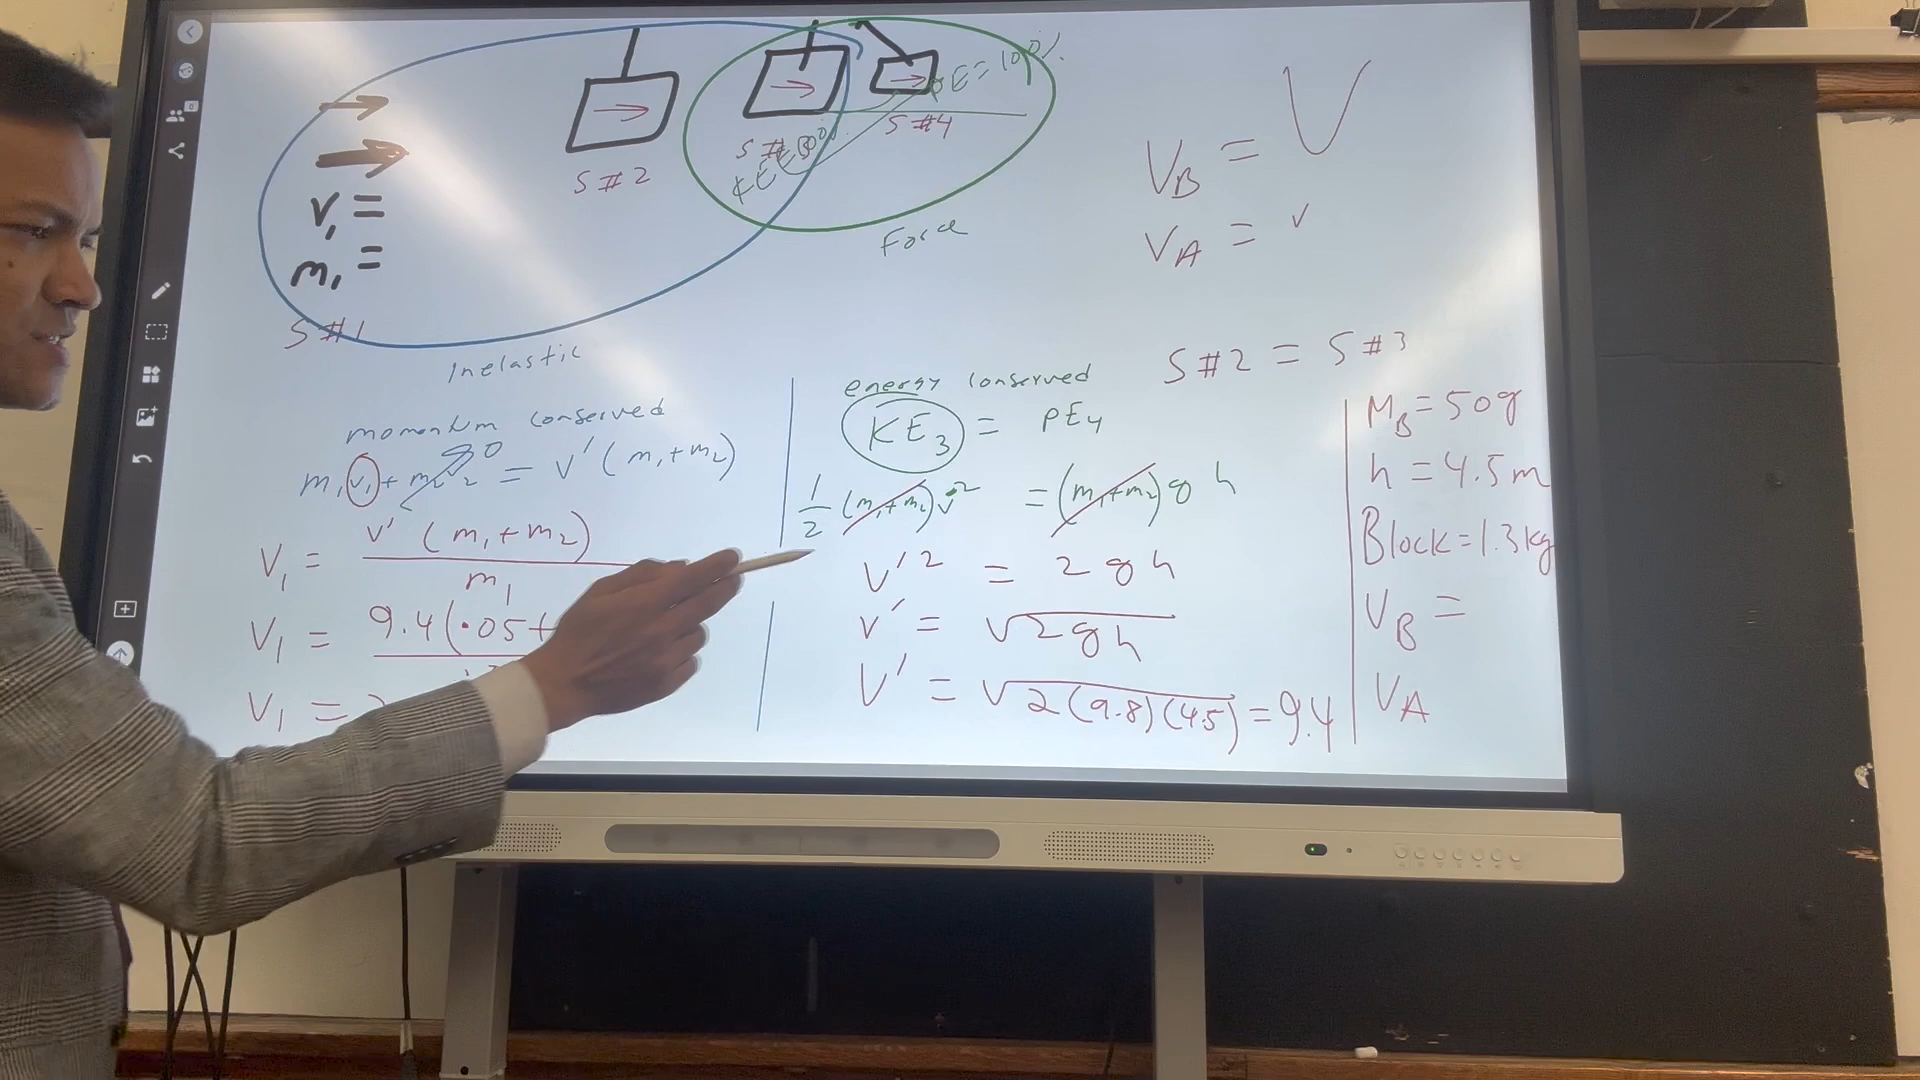 PE = 100%
S #4
S #2
KE
v₁ =
m₁ =
S #1
Force
Inelastic
V_B = V
V_A = v
S #2 = S #3
momentum conserved
m₁v₁ + m₂v₂ 0 = v' (m₁+m₂)
v₁ = v' (m₁+m₂) / m₁
V₁ = 9.4(.05+
V₁ =
energy conserved
KE₃ = PE₄
1/2 (m₁+m₂)v'² = (m₁+m₂) g h
v'² = 2 g h
v' = √2gh
V' = √2(9.8)(4.5) = 9.4
M_B = 50g
h = 4.5m
Block = 1.3kg
V_B =
V_A